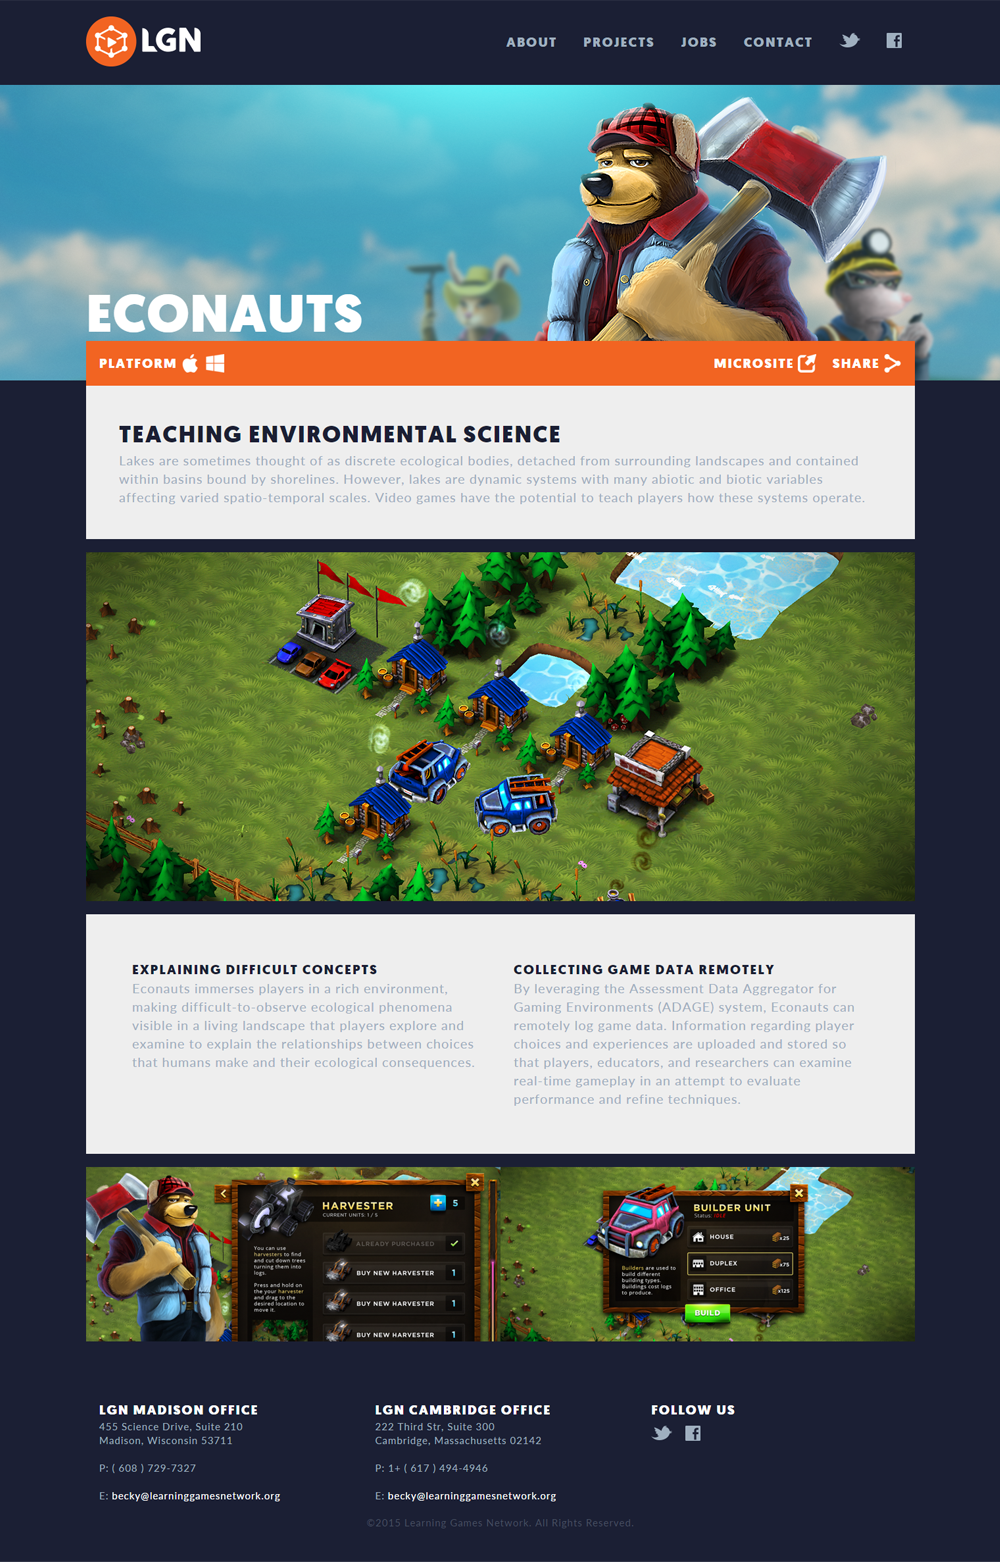 LGN
ABOUT PROJECTS JOBS CONTACT
ECONAUTS
PLATFORM
MICROSITE SHARE
TEACHING ENVIRONMENTAL SCIENCE
Lakes are sometimes thought of as discrete ecological bodies, detached from surrounding landscapes and contained
within basins bound by shorelines. However, lakes are dynamic systems with many abiotic and biotic variables
affecting varied spatio-temporal scales. Video games have the potential to teach players how these systems operate.
EXPLAINING DIFFICULT CONCEPTS
Econauts immerses players in a rich environment,
making difficult-to-observe ecological phenomena
visible in a living landscape that players explore and
examine to explain the relationships between choices
that humans make and their ecological consequences.
COLLECTING GAME DATA REMOTELY
By leveraging the Assessment Data Aggregator for
Gaming Environments (ADAGE) system, Econauts can
remotely log game data. Information regarding player
choices and experiences are uploaded and stored so
that players, educators, and researchers can examine
real-time gameplay in an attempt to evaluate
performance and refine techniques.
HARVESTER
CURRENT UNITS: 1 / 5
5
You can use
harvesters to find
and cut down trees
turning them into
logs.
Press and hold on
the your harvester
and drag to the
desired location to
move it.
ALREADY PURCHASED
BUY NEW HARVESTER 1
BUY NEW HARVESTER 1
BUY NEW HARVESTER 1
BUILDER UNIT
Status: IDLE
Builders are used to
build different
building types.
Buildings cost logs
to produce.
HOUSE x25
DUPLEX x75
OFFICE x125
BUILD
LGN MADISON OFFICE
455 Science Drive, Suite 210
Madison, Wisconsin 53711
P: ( 608 ) 729-7327
E: becky@learninggamesnetwork.org
LGN CAMBRIDGE OFFICE
222 Third Str, Suite 300
Cambridge, Massachusetts 02142
P: 1+ ( 617 ) 494-4946
E: becky@learninggamesnetwork.org
FOLLOW US
©2015 Learning Games Network. All Rights Reserved.